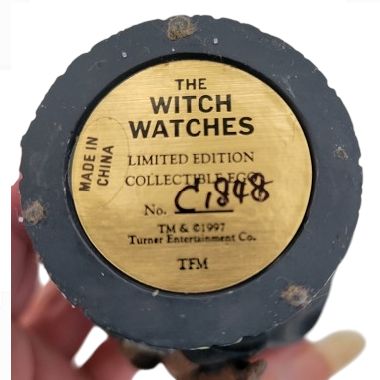 THE
WITCH
WATCHES
MADE IN
CHINA
LIMITED EDITION
COLLECTIBLE EGG
No. C1848
TM & ©1997
Turner Entertainment Co.
TFM